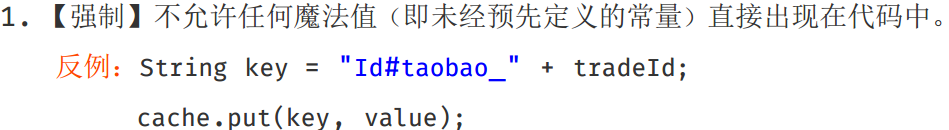 1. 【强制】不允许任何魔法值（即未经预先定义的常量）直接出现在代码中。
反例：String key = "Id#taobao_" + tradeId;
cache.put(key, value);